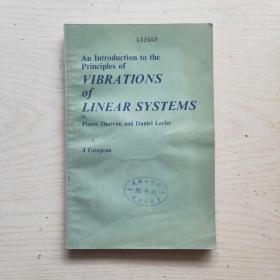 432560
An Introduction to the
Principles of
VIBRATIONS
of
LINEAR SYSTEMS
by
Pierre Thureau and Daniel Lecler
J Grosjean